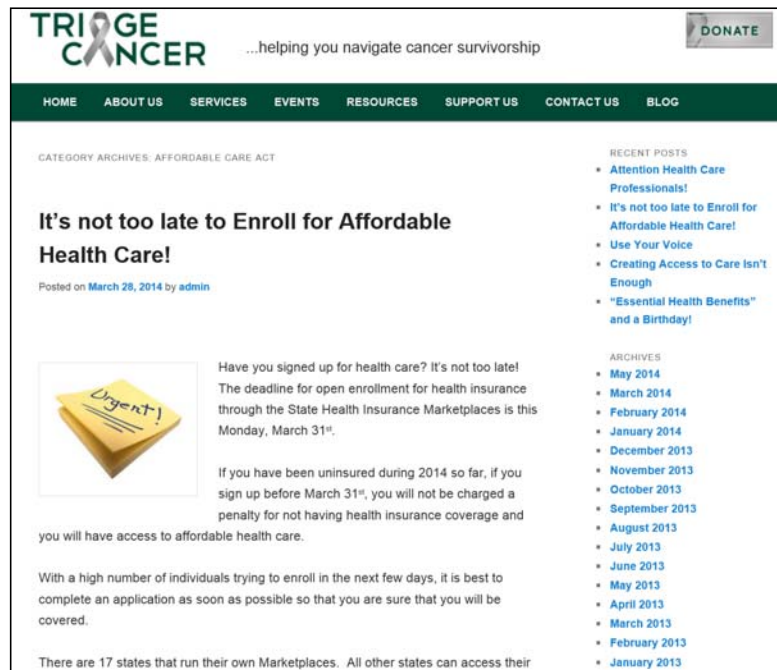 TRIAGE
CANCER
...helping you navigate cancer survivorship
DONATE
HOME ABOUT US SERVICES EVENTS RESOURCES SUPPORT US CONTACT US BLOG
CATEGORY ARCHIVES: AFFORDABLE CARE ACT
It's not too late to Enroll for Affordable
Health Care!
Posted on March 28, 2014 by admin
Urgent!
Have you signed up for health care? It's not too late!
The deadline for open enrollment for health insurance
through the State Health Insurance Marketplaces is this
Monday, March 31st.
If you have been uninsured during 2014 so far, if you
sign up before March 31st, you will not be charged a
penalty for not having health insurance coverage and
you will have access to affordable health care.
With a high number of individuals trying to enroll in the next few days, it is best to
complete an application as soon as possible so that you are sure that you will be
covered.
There are 17 states that run their own Marketplaces. All other states can access their
RECENT POSTS
Attention Health Care
Professionals!
It's not too late to Enroll for
Affordable Health Care!
Use Your Voice
Creating Access to Care Isn't
Enough
"Essential Health Benefits"
and a Birthday!
ARCHIVES
May 2014
March 2014
February 2014
January 2014
December 2013
November 2013
October 2013
September 2013
August 2013
July 2013
June 2013
May 2013
April 2013
March 2013
February 2013
January 2013